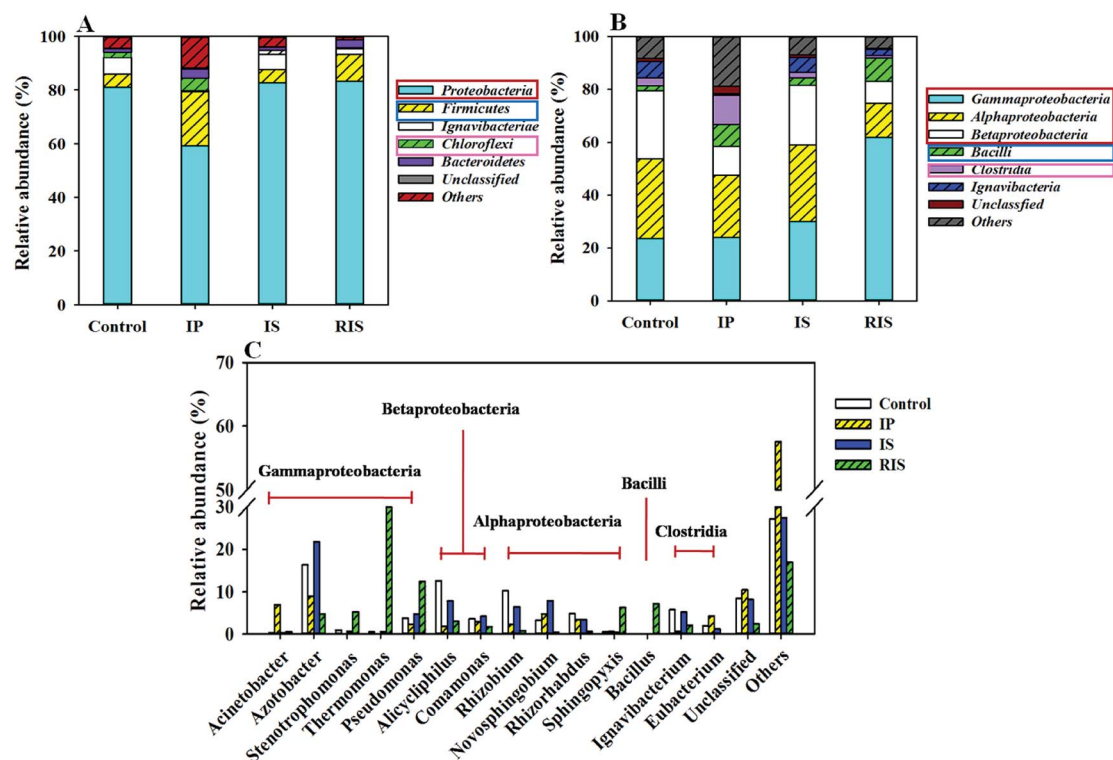 A
Relative abundance (%)
100
80
60
40
20
0
Control IP IS RIS
Proteobacteria
Firmicutes
Ignavibacteriae
Chloroflexi
Bacteroidetes
Unclassified
Others
B
Relative abundance (%)
100
80
60
40
20
0
Control IP IS RIS
Gammaproteobacteria
Alphaproteobacteria
Betaproteobacteria
Bacilli
Clostridia
Ignavibacteria
Unclassfied
Others
C
Relative abundance (%)
70
60
50
30
20
10
0
Betaproteobacteria
Gammaproteobacteria
Alphaproteobacteria
Bacilli
Clostridia
Control
IP
IS
RIS
Acinetobacter
Azotobacter
Stenotrophomonas
Thermomonas
Pseudomonas
Alicycliphilus
Comamonas
Rhizobium
Novosphingobium
Rhizorhabdus
Sphingopyxis
Bacillus
Ignavibacterium
Eubacterium
Unclassified
Others